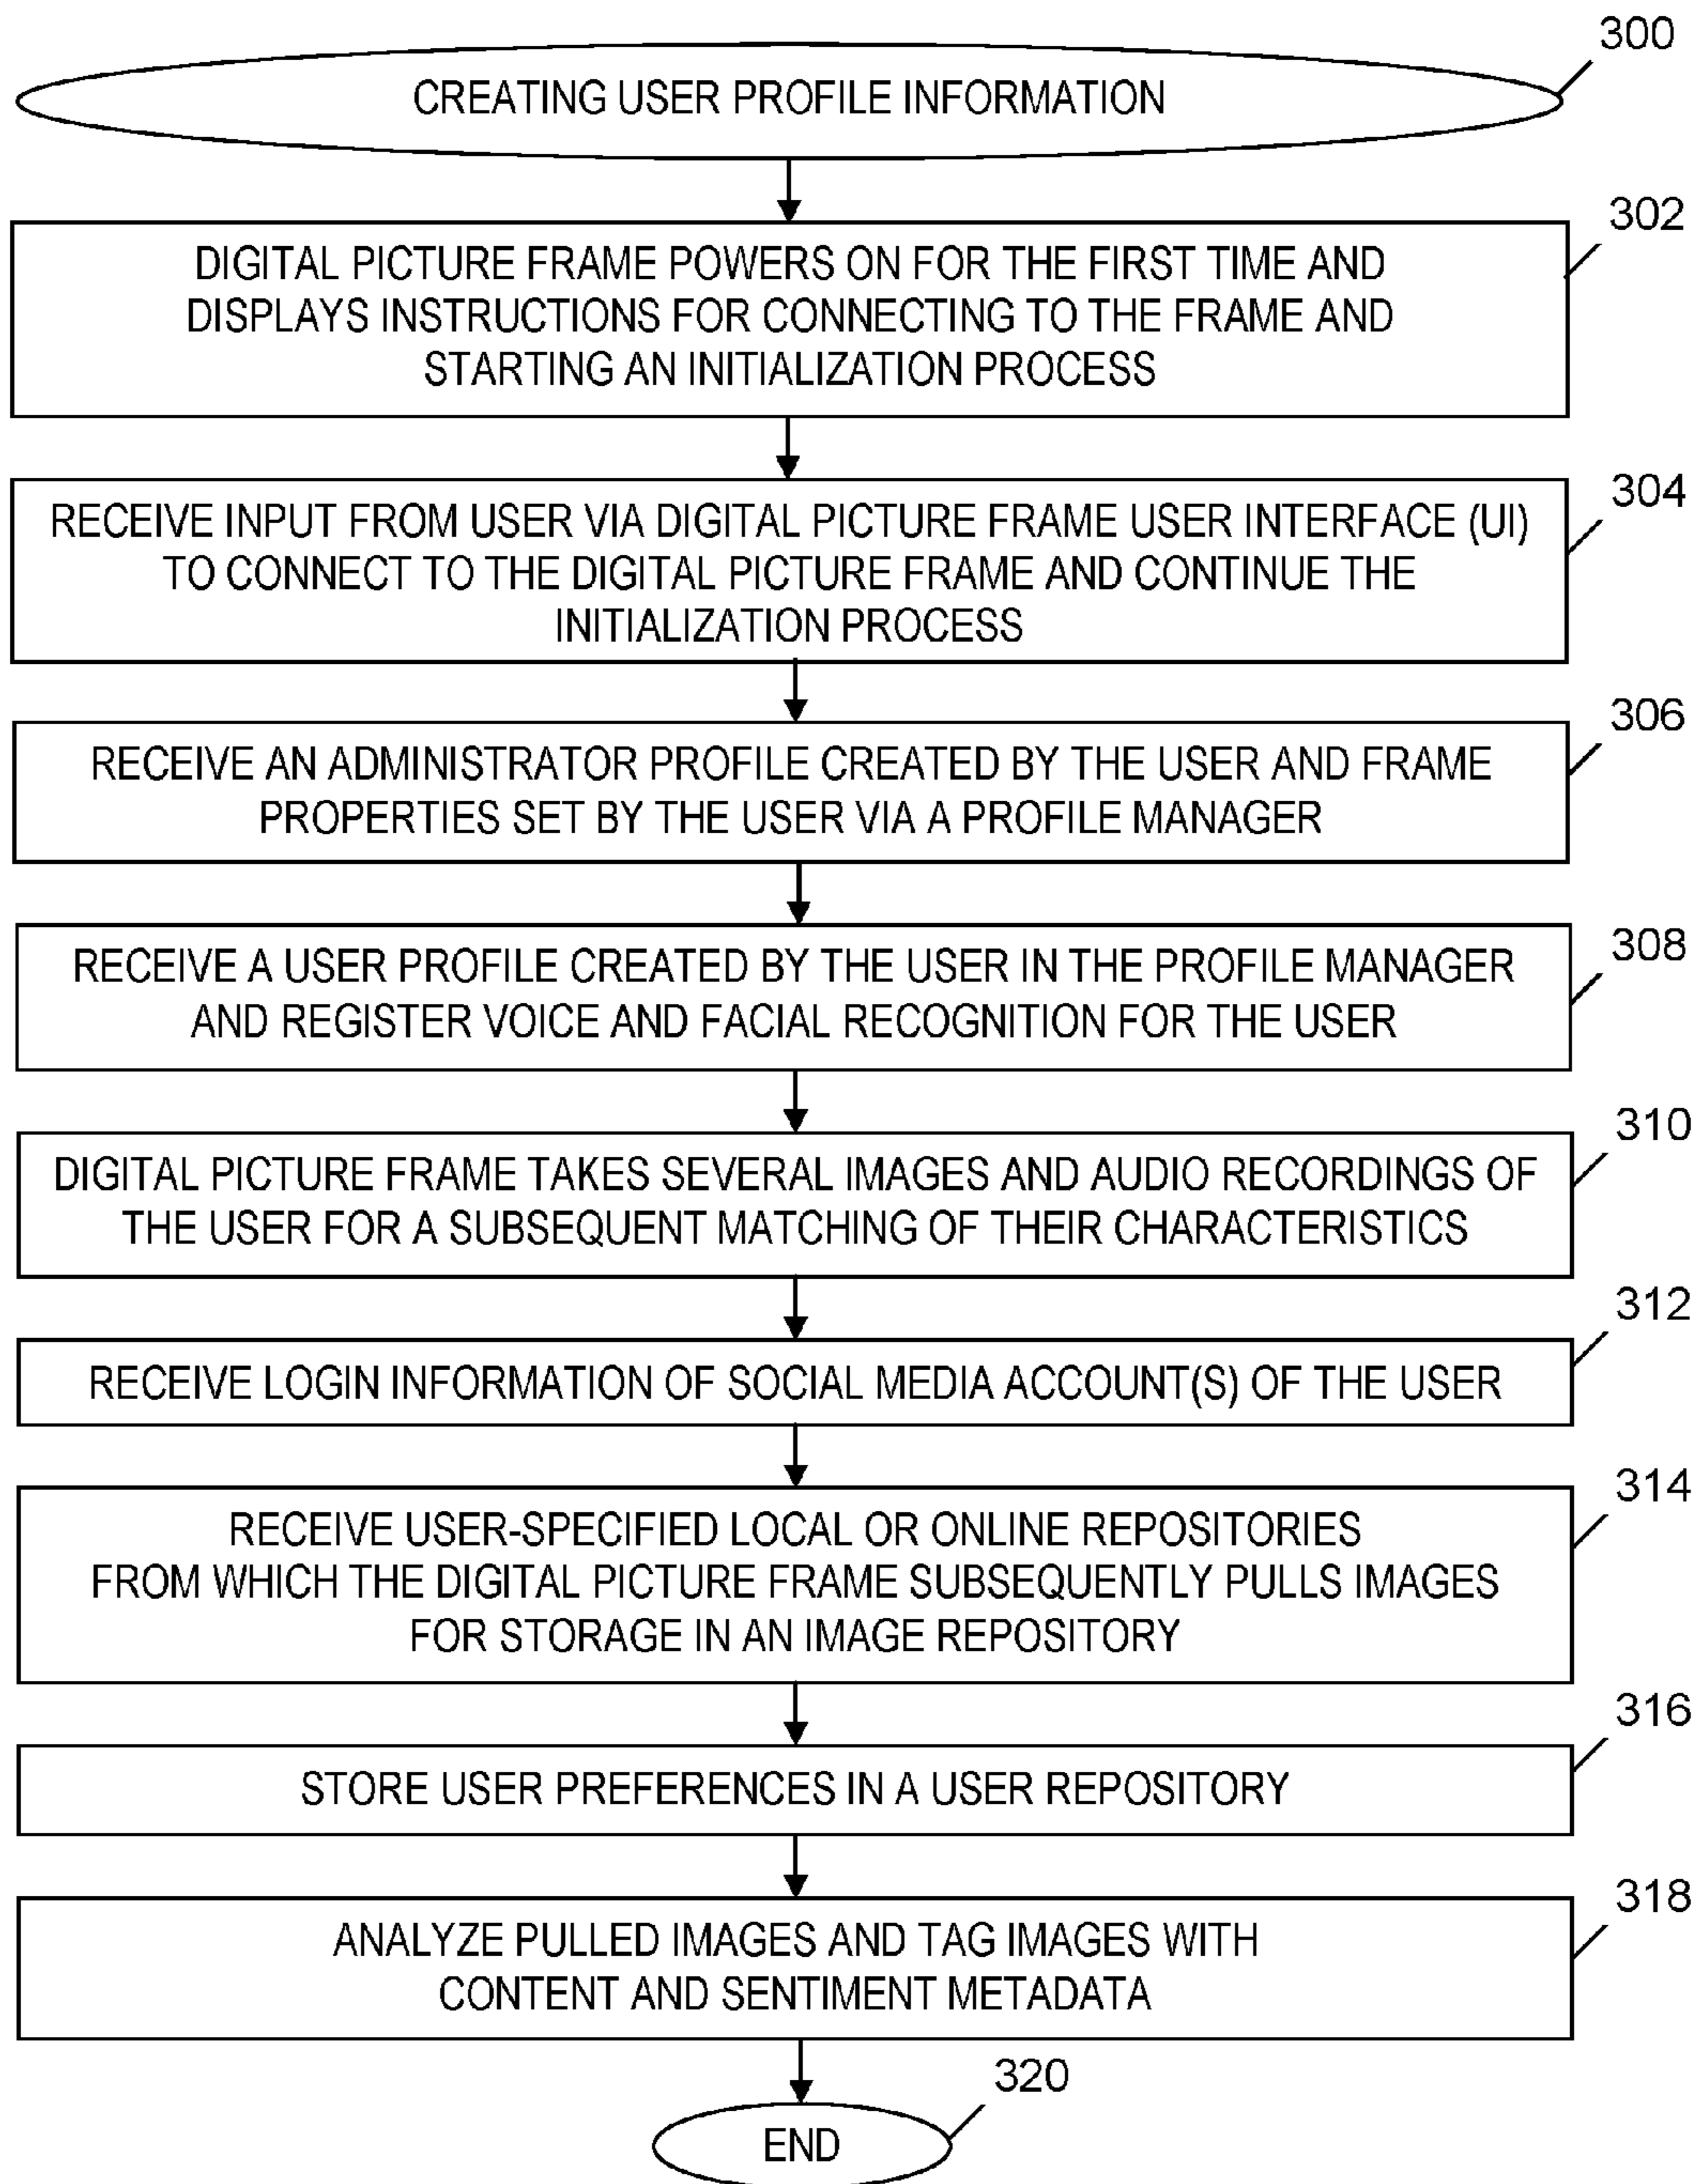 300
CREATING USER PROFILE INFORMATION
302
DIGITAL PICTURE FRAME POWERS ON FOR THE FIRST TIME AND
DISPLAYS INSTRUCTIONS FOR CONNECTING TO THE FRAME AND
STARTING AN INITIALIZATION PROCESS
304
RECEIVE INPUT FROM USER VIA DIGITAL PICTURE FRAME USER INTERFACE (UI)
TO CONNECT TO THE DIGITAL PICTURE FRAME AND CONTINUE THE
INITIALIZATION PROCESS
306
RECEIVE AN ADMINISTRATOR PROFILE CREATED BY THE USER AND FRAME
PROPERTIES SET BY THE USER VIA A PROFILE MANAGER
308
RECEIVE A USER PROFILE CREATED BY THE USER IN THE PROFILE MANAGER
AND REGISTER VOICE AND FACIAL RECOGNITION FOR THE USER
310
DIGITAL PICTURE FRAME TAKES SEVERAL IMAGES AND AUDIO RECORDINGS OF
THE USER FOR A SUBSEQUENT MATCHING OF THEIR CHARACTERISTICS
312
RECEIVE LOGIN INFORMATION OF SOCIAL MEDIA ACCOUNT(S) OF THE USER
314
RECEIVE USER-SPECIFIED LOCAL OR ONLINE REPOSITORIES
FROM WHICH THE DIGITAL PICTURE FRAME SUBSEQUENTLY PULLS IMAGES
FOR STORAGE IN AN IMAGE REPOSITORY
316
STORE USER PREFERENCES IN A USER REPOSITORY
318
ANALYZE PULLED IMAGES AND TAG IMAGES WITH
CONTENT AND SENTIMENT METADATA
320
END